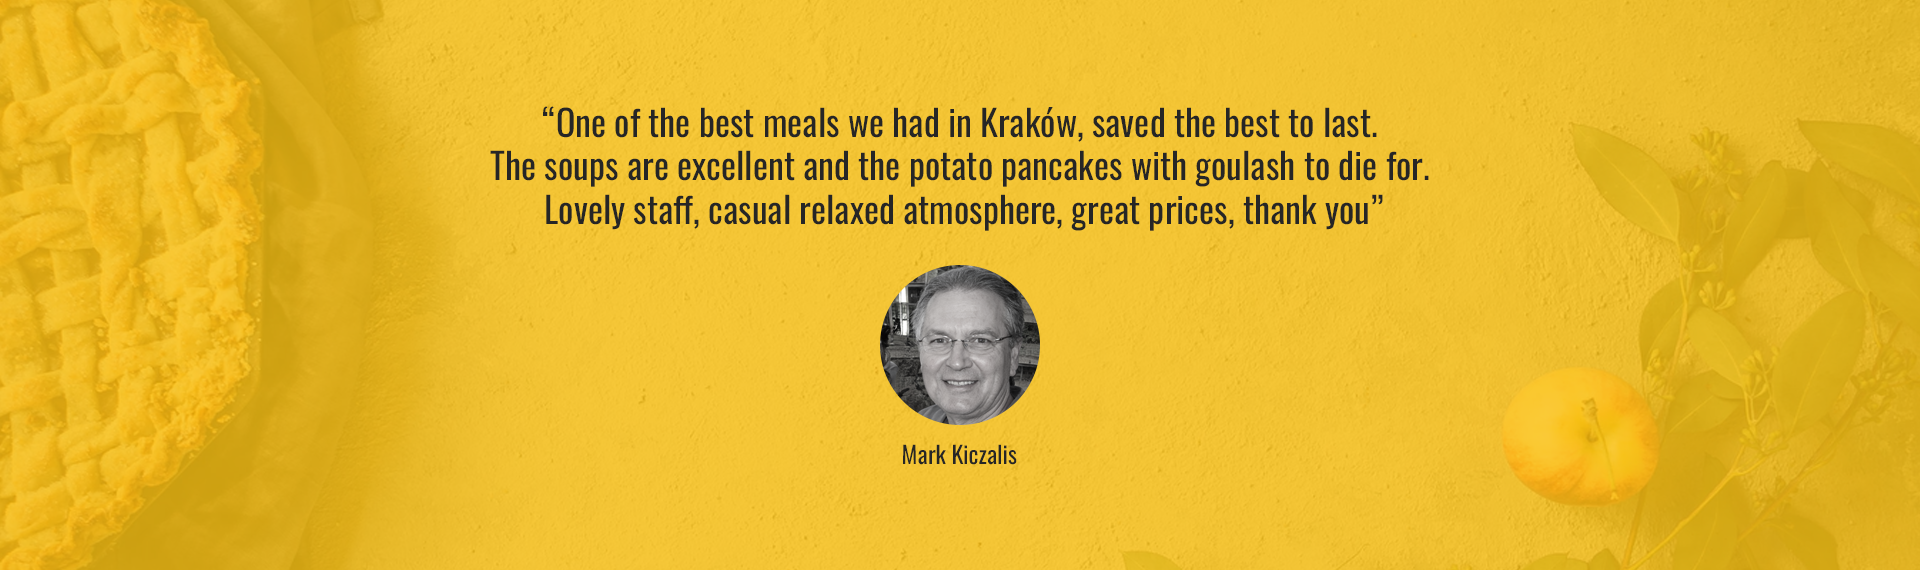 “One of the best meals we had in Kraków, saved the best to last.
The soups are excellent and the potato pancakes with goulash to die for.
Lovely staff, casual relaxed atmosphere, great prices, thank you”
Mark Kiczalis